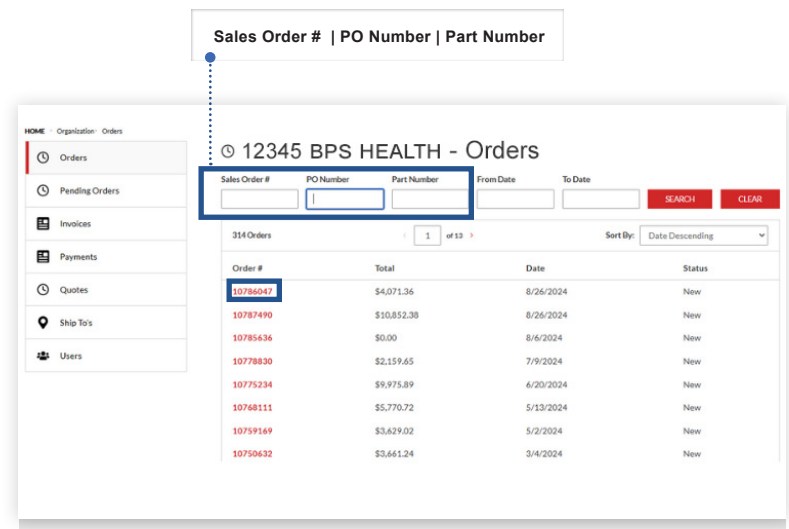 Sales Order # | PO Number | Part Number
HOME · Organization · Orders
Orders
Pending Orders
Invoices
Payments
Quotes
Ship To's
Users
12345 BPS HEALTH - Orders
Sales Order # PO Number Part Number From Date To Date
SEARCH CLEAR
314 Orders ‹ 1 of 13 › Sort By: Date Descending
Order # Total Date Status
10786047 $4,071.36 8/26/2024 New
10787490 $10,852.38 8/26/2024 New
10785636 $0.00 8/6/2024 New
10778830 $2,159.65 7/9/2024 New
10775234 $9,975.89 6/20/2024 New
10768111 $5,770.72 5/13/2024 New
10759169 $3,629.02 5/2/2024 New
10750632 $3,661.24 3/4/2024 New